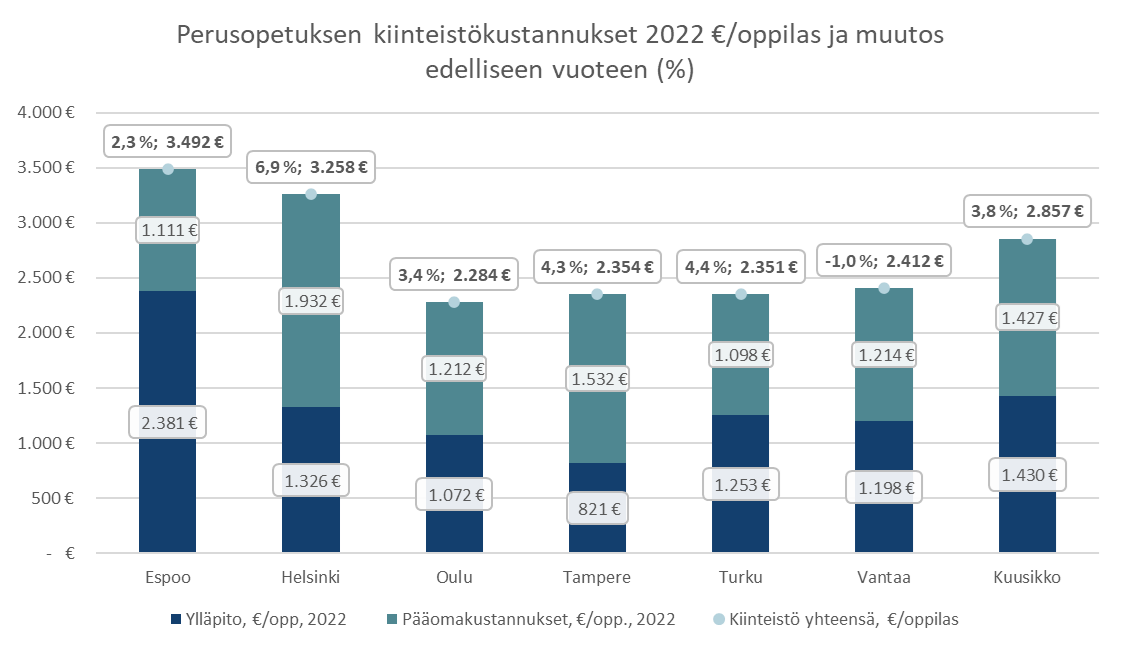 Perusopetuksen kiinteistökustannukset 2022 €/oppilas ja muutos
edelliseen vuoteen (%)
4.000 €
3.500 €
3.000 €
2.500 €
2.000 €
1.500 €
1.000 €
500 €
- €
2,3 %; 3.492 €
6,9 %; 3.258 €
3,4 %; 2.284 €
4,3 %; 2.354 €
4,4 %; 2.351 €
-1,0 %; 2.412 €
3,8 %; 2.857 €
1.111 €
1.932 €
1.212 €
1.532 €
1.098 €
1.214 €
1.427 €
2.381 €
1.326 €
1.072 €
821 €
1.253 €
1.198 €
1.430 €
Espoo
Helsinki
Oulu
Tampere
Turku
Vantaa
Kuusikko
Ylläpito, €/opp, 2022
Pääomakustannukset, €/opp., 2022
Kiinteistö yhteensä, €/oppilas